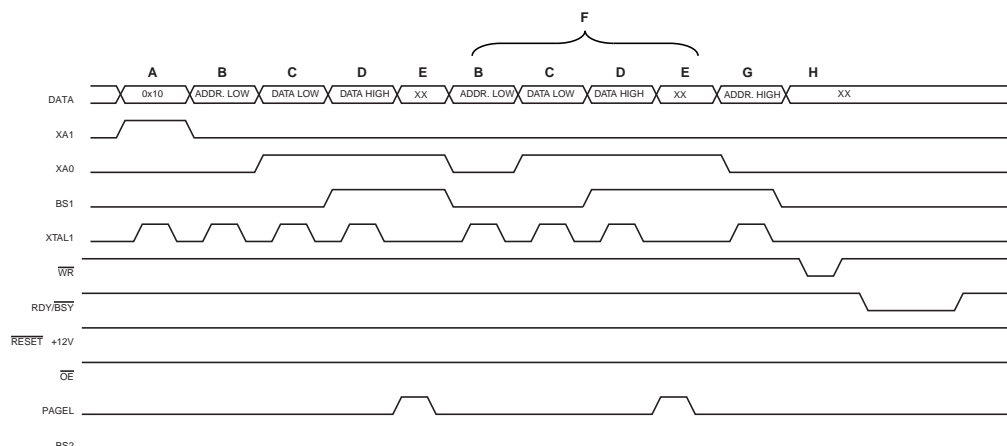 F
A B C D E B C D E G H
DATA 0x10 ADDR. LOW DATA LOW DATA HIGH XX ADDR. LOW DATA LOW DATA HIGH XX ADDR. HIGH XX
XA1
XA0
BS1
XTAL1
WR
RDY/BSY
RESET +12V
OE
PAGEL
BS2